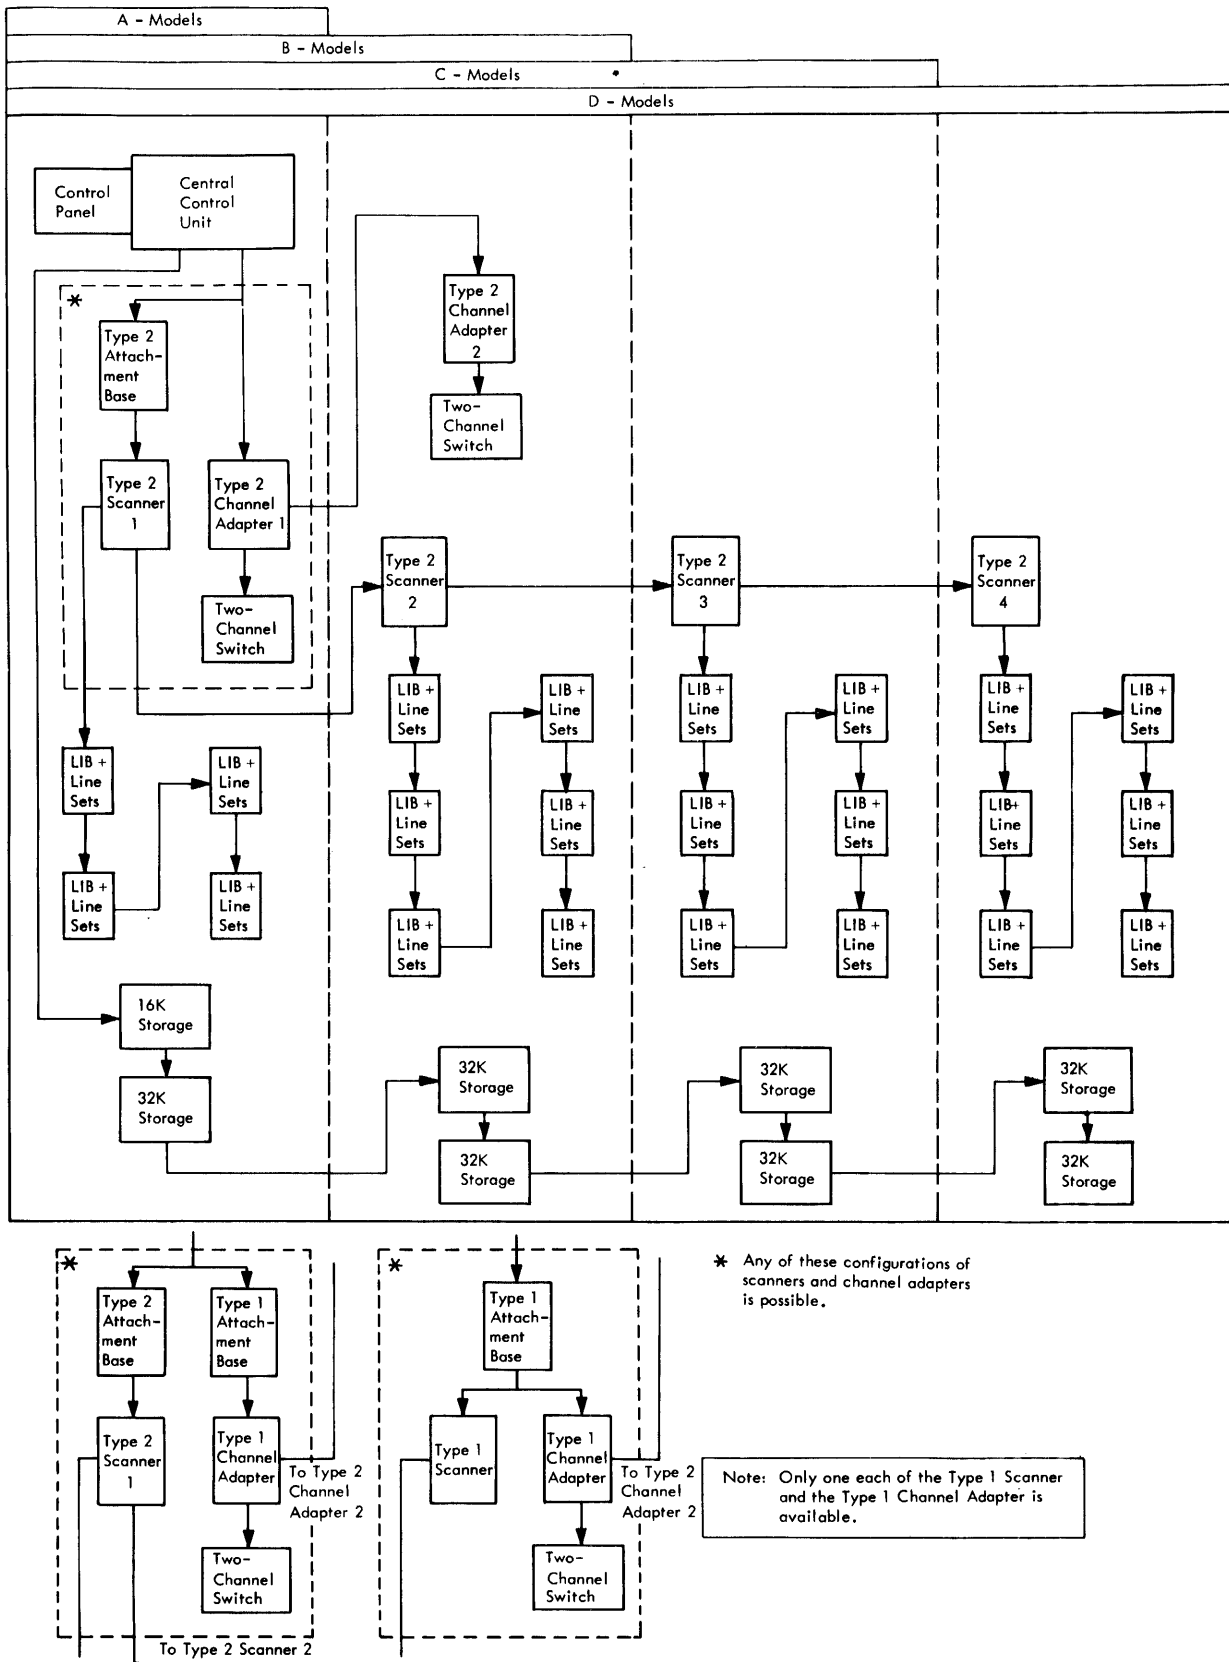 A - Models
B - Models
C - Models
D - Models
Control
Panel
Central
Control
Unit
*
Type 2
Attach-
ment
Base
Type 2
Scanner
1
Type 2
Channel
Adapter 1
Two-
Channel
Switch
LIB +
Line
Sets
LIB +
Line
Sets
LIB +
Line
Sets
LIB +
Line
Sets
16K
Storage
32K
Storage
Type 2
Channel
Adapter
2
Two-
Channel
Switch
Type 2
Scanner
2
LIB +
Line
Sets
LIB +
Line
Sets
LIB +
Line
Sets
LIB +
Line
Sets
LIB +
Line
Sets
LIB +
Line
Sets
32K
Storage
32K
Storage
Type 2
Scanner
3
LIB +
Line
Sets
LIB +
Line
Sets
LIB +
Line
Sets
LIB +
Line
Sets
LIB +
Line
Sets
LIB +
Line
Sets
32K
Storage
32K
Storage
Type 2
Scanner
4
LIB +
Line
Sets
LIB+
Line
Sets
LIB +
Line
Sets
LIB +
Line
Sets
LIB +
Line
Sets
LIB +
Line
Sets
32K
Storage
32K
Storage
*
Type 2
Attach-
ment
Base
Type 1
Attach-
ment
Base
Type 2
Scanner
1
Type 1
Channel
Adapter
To Type 2
Channel
Adapter 2
Two-
Channel
Switch
To Type 2 Scanner 2
*
Type 1
Attach-
ment
Base
Type 1
Scanner
Type 1
Channel
Adapter
To Type 2
Channel
Adapter 2
Two-
Channel
Switch
* Any of these configurations of
scanners and channel adapters
is possible.
Note: Only one each of the Type 1 Scanner
and the Type 1 Channel Adapter is
available.